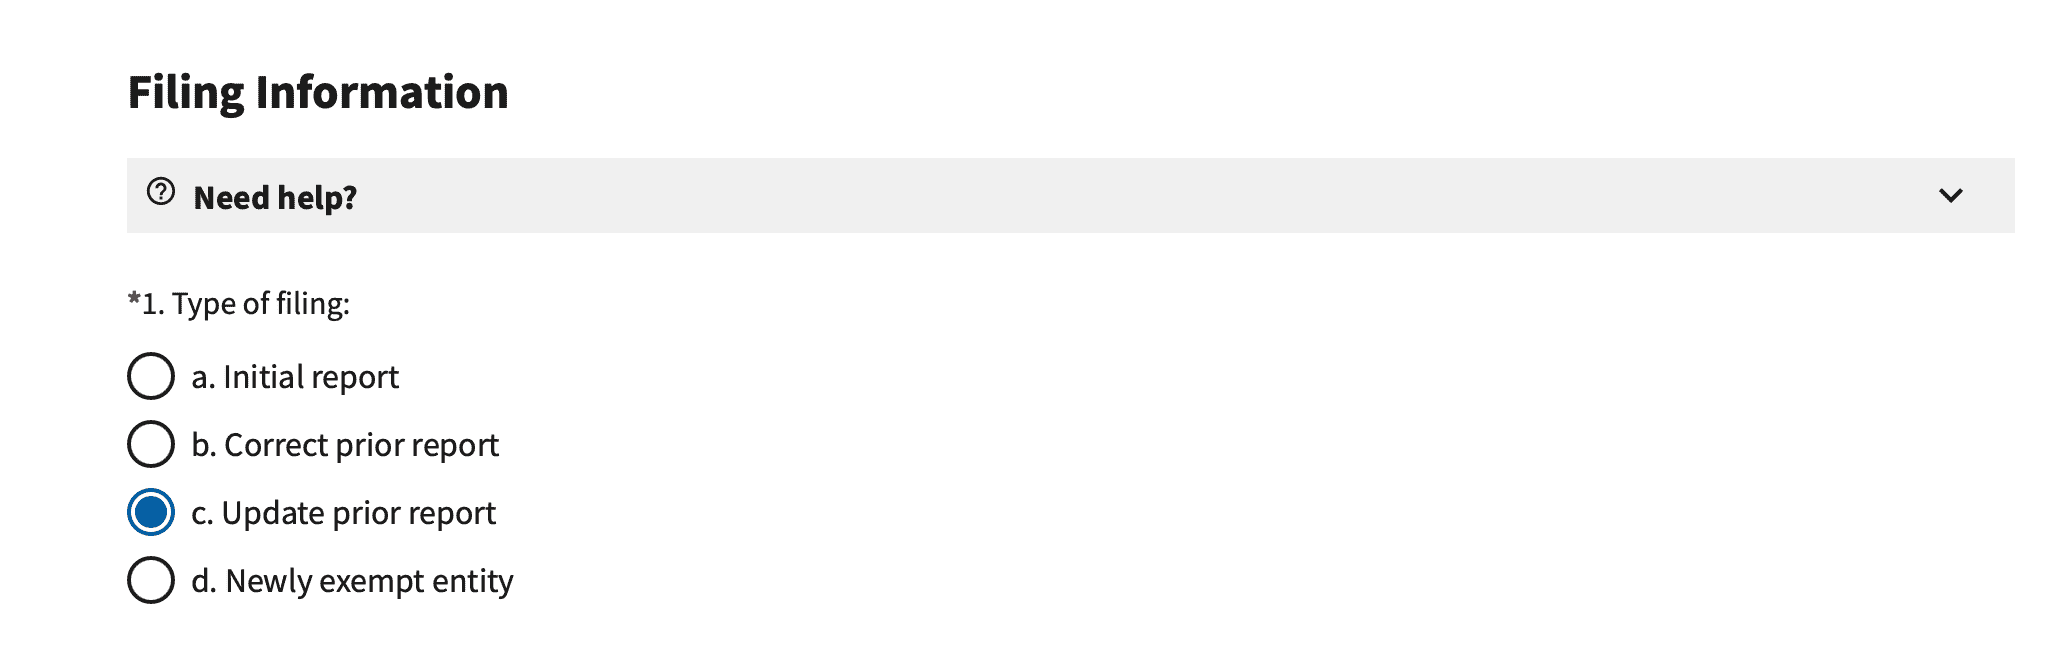 Filing Information
Need help?
*1. Type of filing:
a. Initial report
b. Correct prior report
c. Update prior report
d. Newly exempt entity